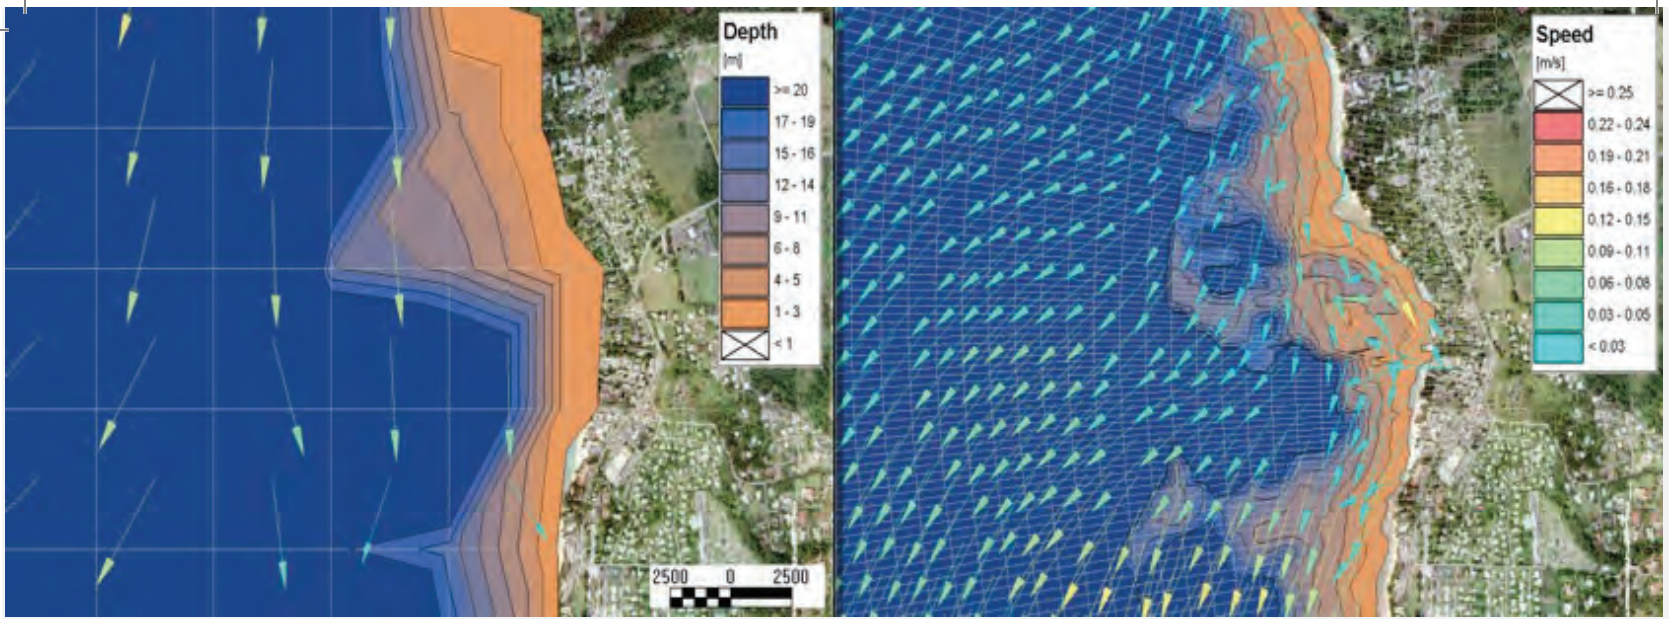 Depth
[m]
>= 20
17 - 19
15 - 16
12 - 14
9 - 11
6 - 8
4 - 5
1 - 3
< 1
2500 0 2500
Speed
[m/s]
>= 0.25
0.22 - 0.24
0.19 - 0.21
0.16 - 0.18
0.12 - 0.15
0.09 - 0.11
0.06 - 0.08
0.03 - 0.05
< 0.03